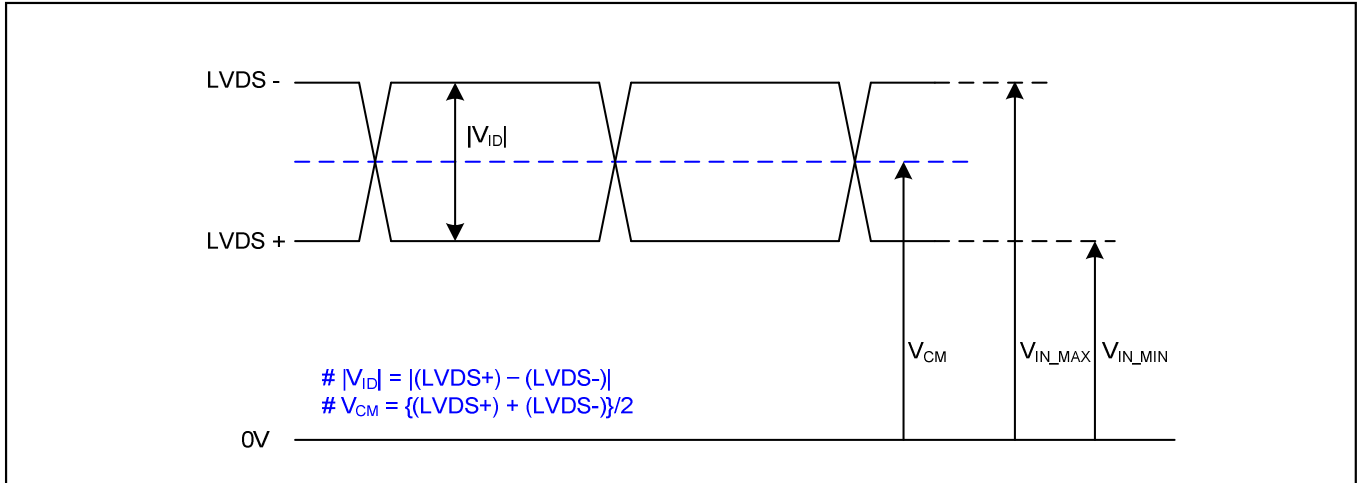 LVDS -
|VID|
LVDS +
VCM
VIN_MAX
VIN_MIN
# |VID| = |(LVDS+) – (LVDS-)|
# VCM = {(LVDS+) + (LVDS-)}/2
0V